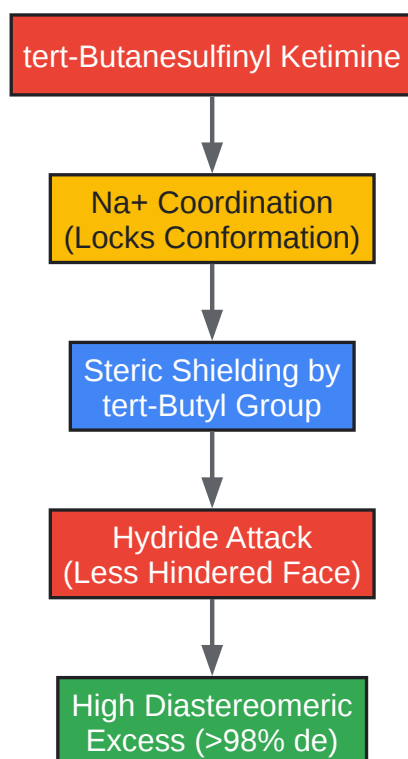 tert-Butanesulfinyl Ketimine
Na+ Coordination
(Locks Conformation)
Steric Shielding by
tert-Butyl Group
Hydride Attack
(Less Hindered Face)
High Diastereomeric
Excess (>98% de)